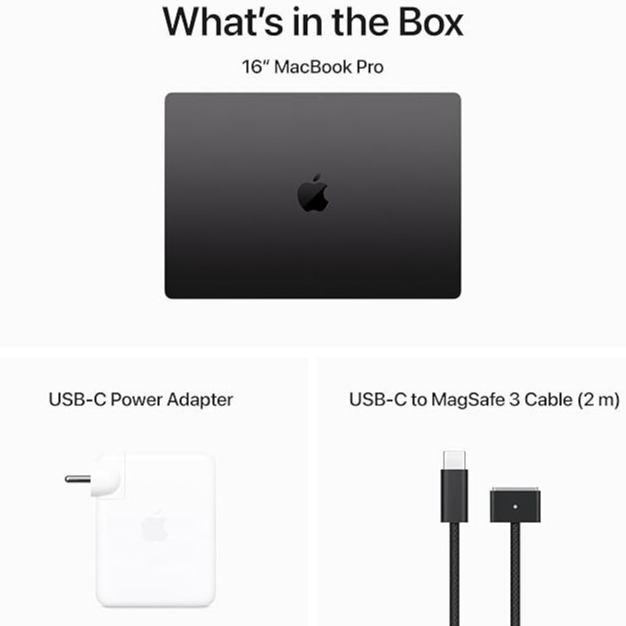 What’s in the Box
16” MacBook Pro
USB-C Power Adapter
USB-C to MagSafe 3 Cable (2 m)